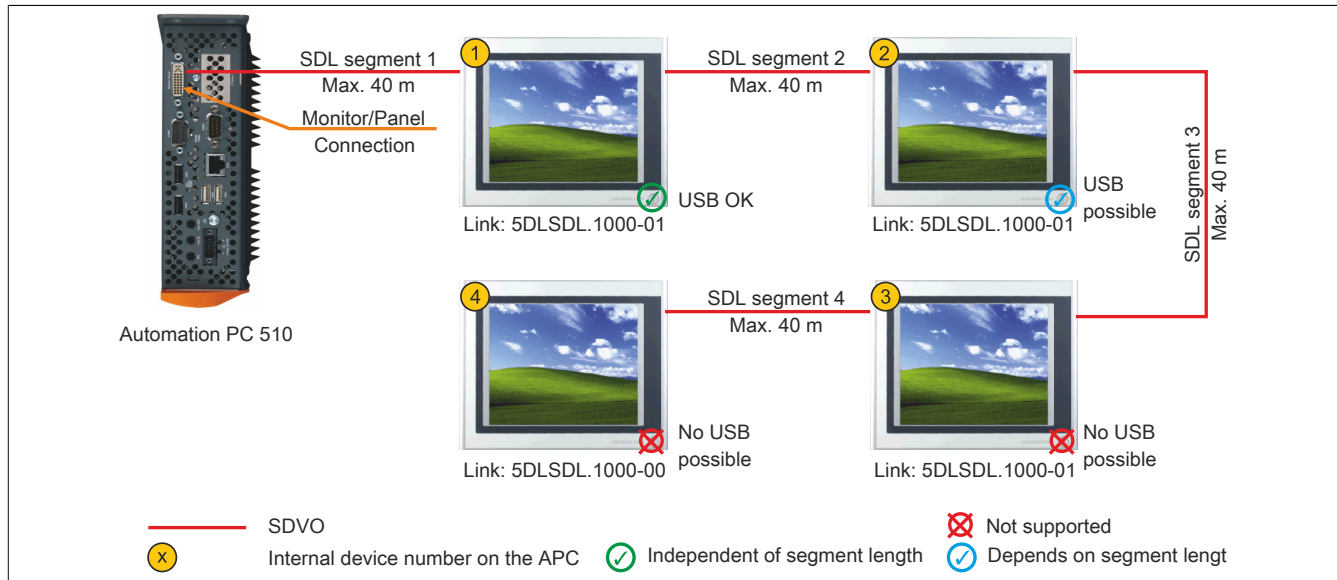 SDL segment 1
Max. 40 m
Monitor/Panel
Connection
Automation PC 510
1
USB OK
Link: 5DLSDL.1000-01
SDL segment 2
Max. 40 m
2
USB
possible
Link: 5DLSDL.1000-01
SDL segment 3
Max. 40 m
4
No USB
possible
Link: 5DLSDL.1000-00
SDL segment 4
Max. 40 m
3
No USB
possible
Link: 5DLSDL.1000-01
SDVO
Not supported
x
Internal device number on the APC
Independent of segment length
Depends on segment lengt